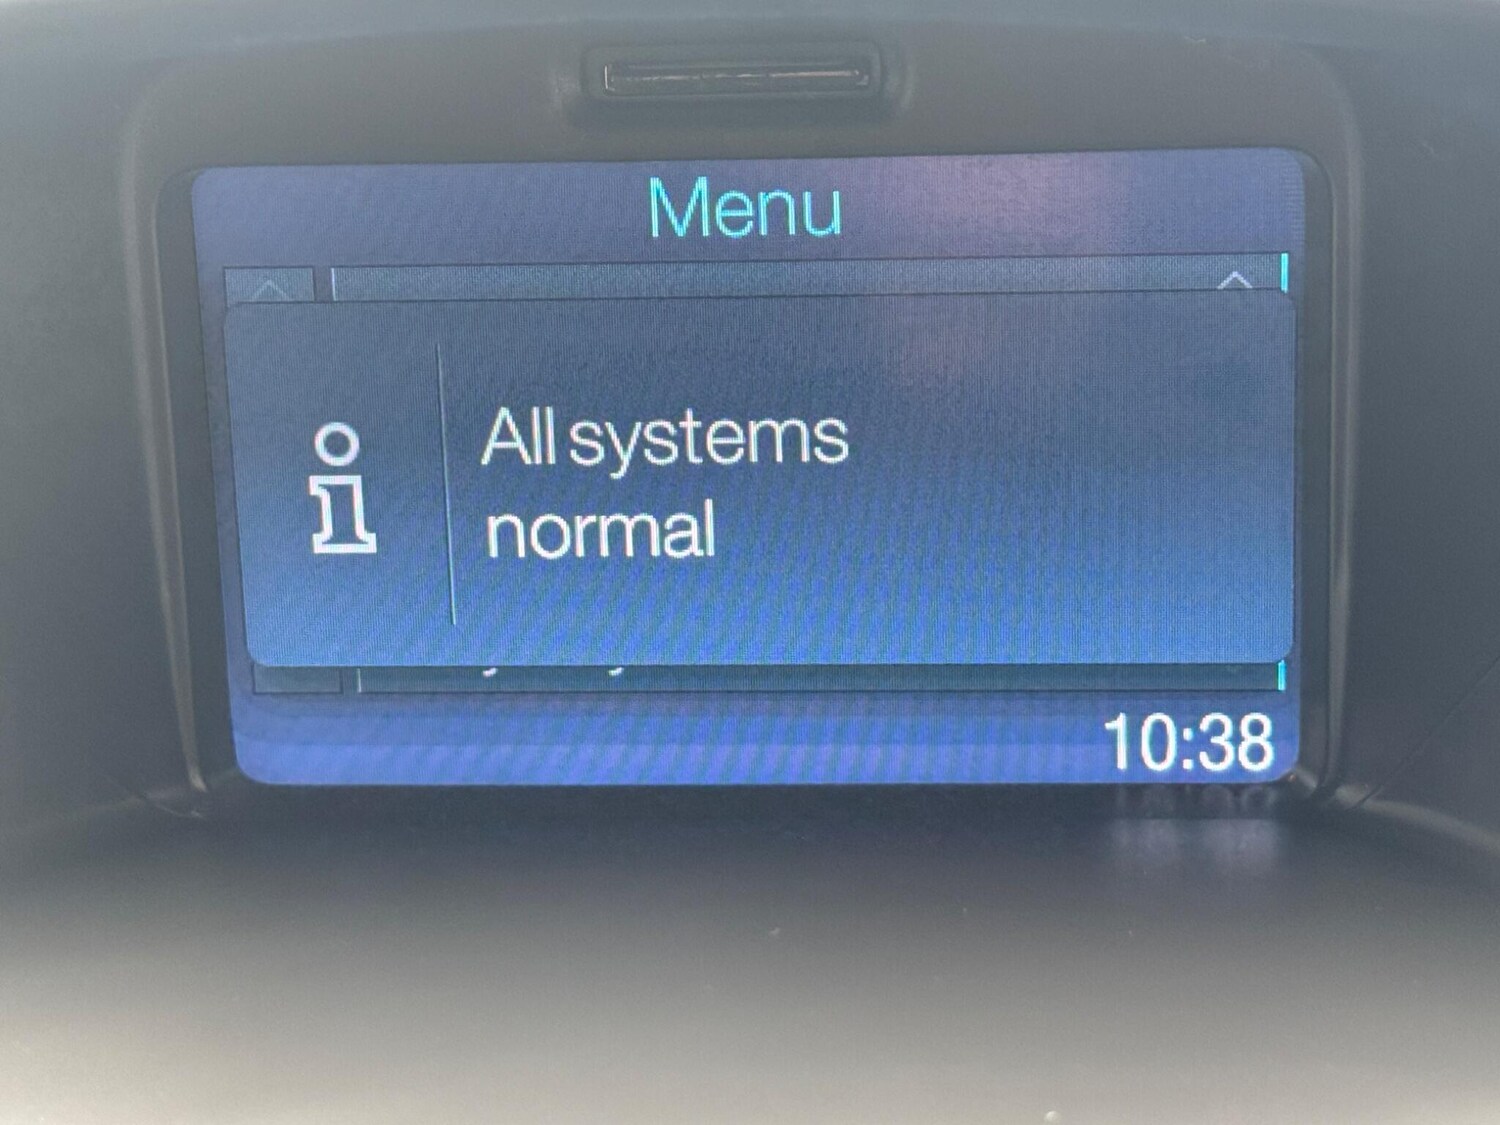 Menu
All systems
normal
10:38